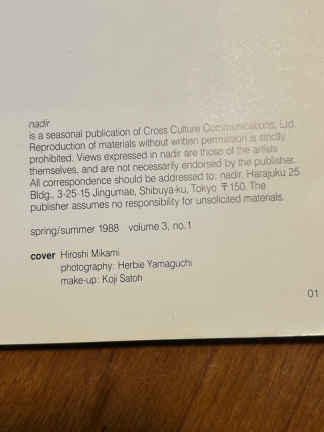 nadir
is a seasonal publication of Cross Culture Communications, Ltd.
Reproduction of materials without written permission is strictly
prohibited. Views expressed in nadir are those of the artists
themselves, and are not necessarily endorsed by the publisher.
All correspondence should be addressed to: nadir. Harajuku 25
Bldg., 3-25-15 Jingumae, Shibuya-ku, Tokyo 〒150. The
publisher assumes no responsibility for unsolicited materials.
spring/summer 1988 volume 3, no.1
cover Hiroshi Mikami
photography: Herbie Yamaguchi
make-up: Koji Satoh
01